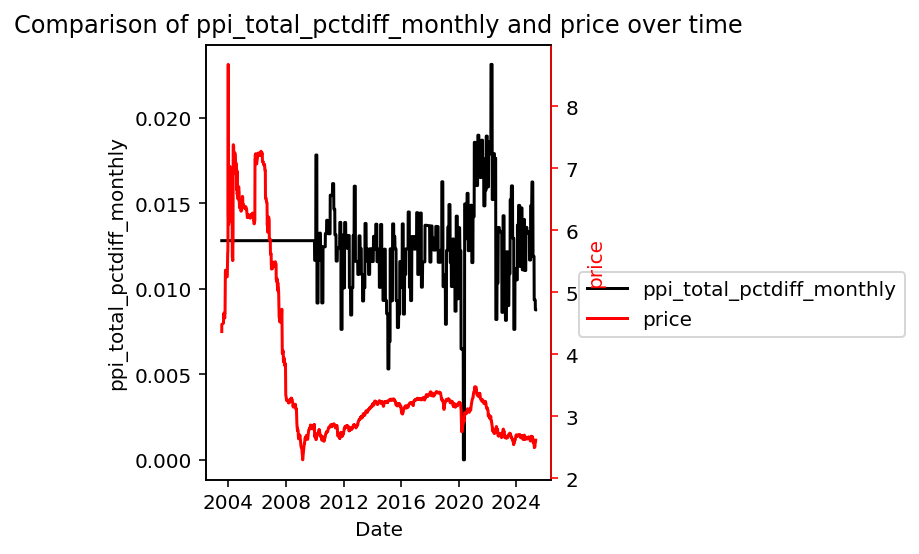 Comparison of ppi_total_pctdiff_monthly and price over time
ppi_total_pctdiff_monthly
0.020
0.015
0.010
0.005
0.000
8
7
6
5
4
3
2
price
ppi_total_pctdiff_monthly
price
2004 2008 2012 2016 2020 2024
Date